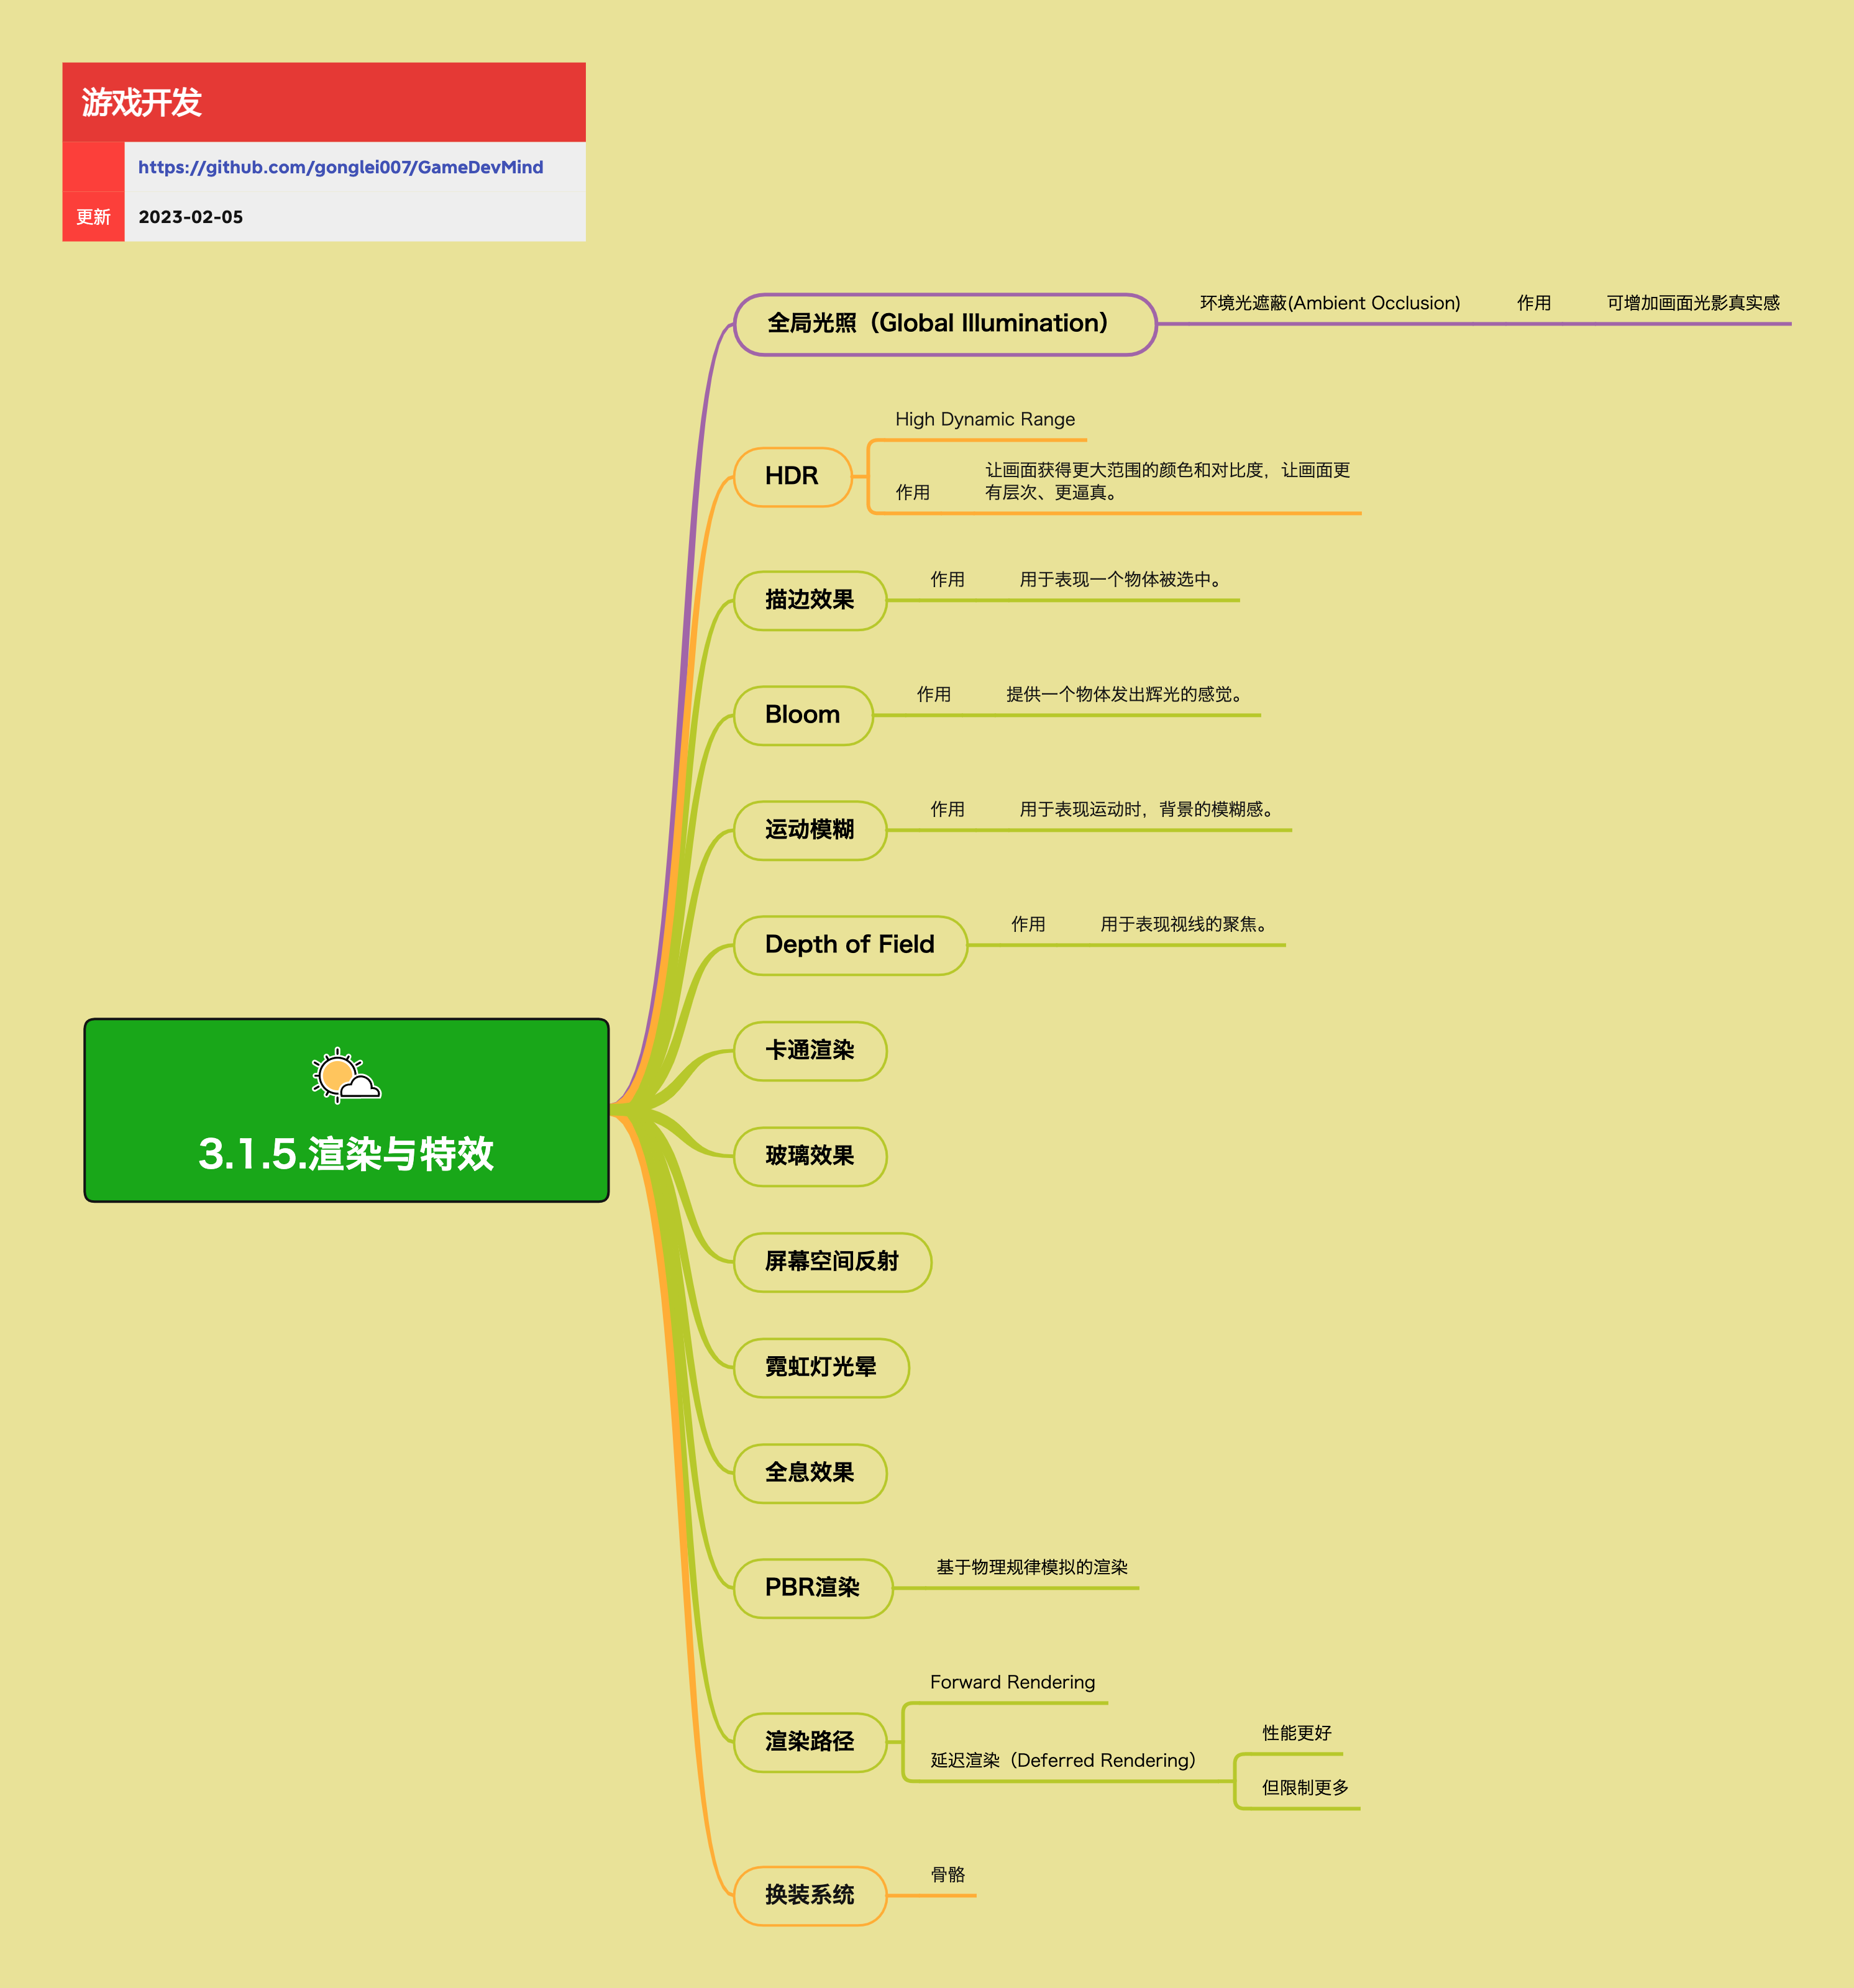 游戏开发
https://github.com/gonglei007/GameDevMind
更新 2023-02-05
3.1.5.渲染与特效
全局光照（Global Illumination）
环境光遮蔽(Ambient Occlusion)
作用
可增加画面光影真实感
HDR
High Dynamic Range
作用
让画面获得更大范围的颜色和对比度，让画面更
有层次、更逼真。
描边效果
作用
用于表现一个物体被选中。
Bloom
作用
提供一个物体发出辉光的感觉。
运动模糊
作用
用于表现运动时，背景的模糊感。
Depth of Field
作用
用于表现视线的聚焦。
卡通渲染
玻璃效果
屏幕空间反射
霓虹灯光晕
全息效果
PBR渲染
基于物理规律模拟的渲染
渲染路径
Forward Rendering
延迟渲染（Deferred Rendering）
性能更好
但限制更多
换装系统
骨骼